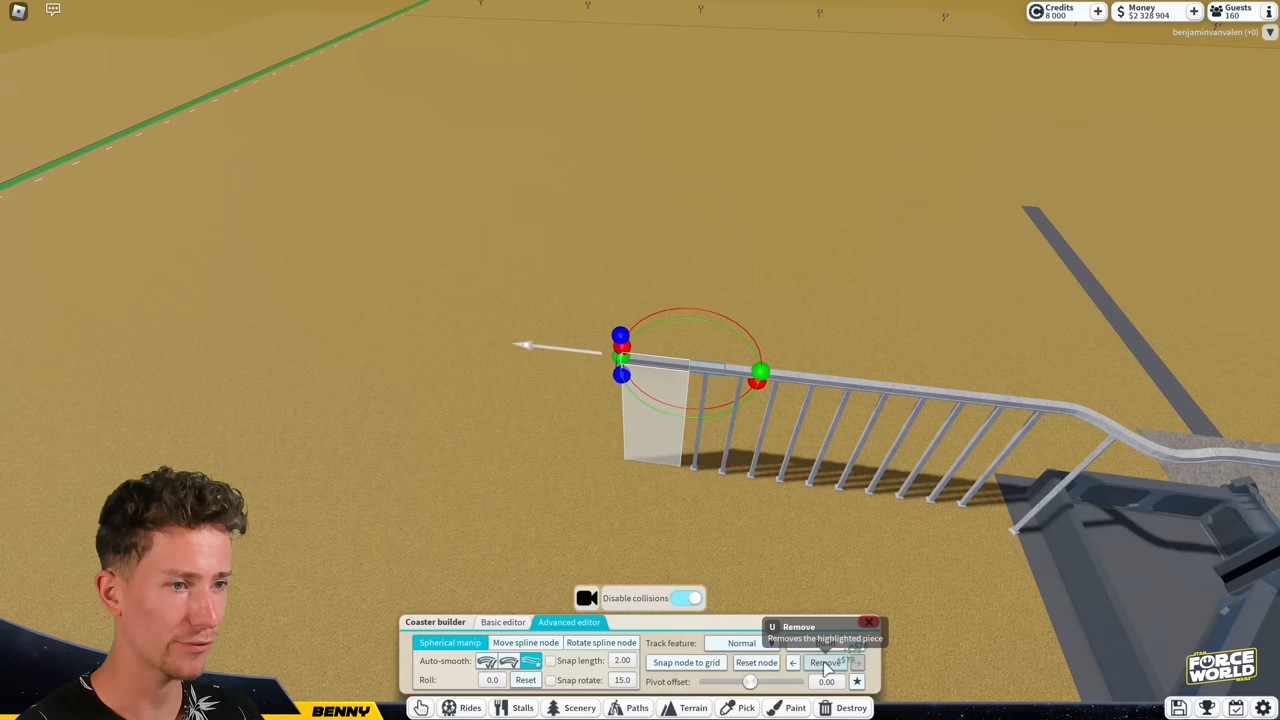 Credits
8 000
Money
$2 328 904
Guests
160
benjaminvanvalen (+0)
Disable collisions
Coaster builder
Basic editor
Advanced editor
U Remove
Removes the highlighted piece
Spherical manip
Move spline node
Rotate spline node
Track feature:
Normal
Auto-smooth:
Snap length:
2.00
Snap node to grid
Reset node
Remove
Roll:
0.0
Reset
Snap rotate:
15.0
Pivot offset:
0.00
BENNY
Rides
Stalls
Scenery
Paths
Terrain
Pick
Paint
Destroy
STAR
FORCE
WORLD
WARS